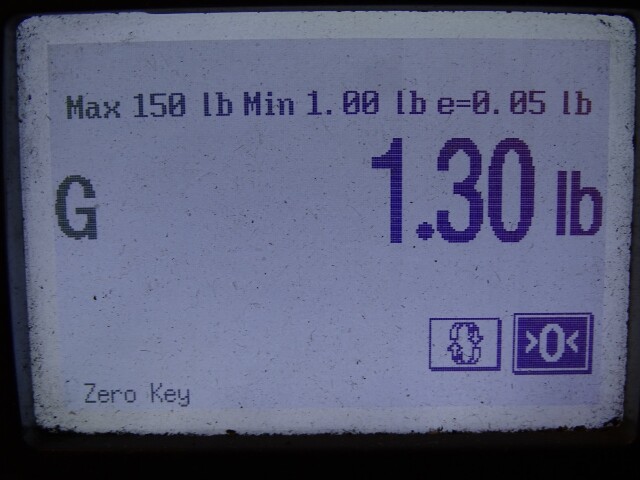 Max 150 lb Min 1.00 lb e=0.05 lb
G 1.30 lb
>0<
Zero Key